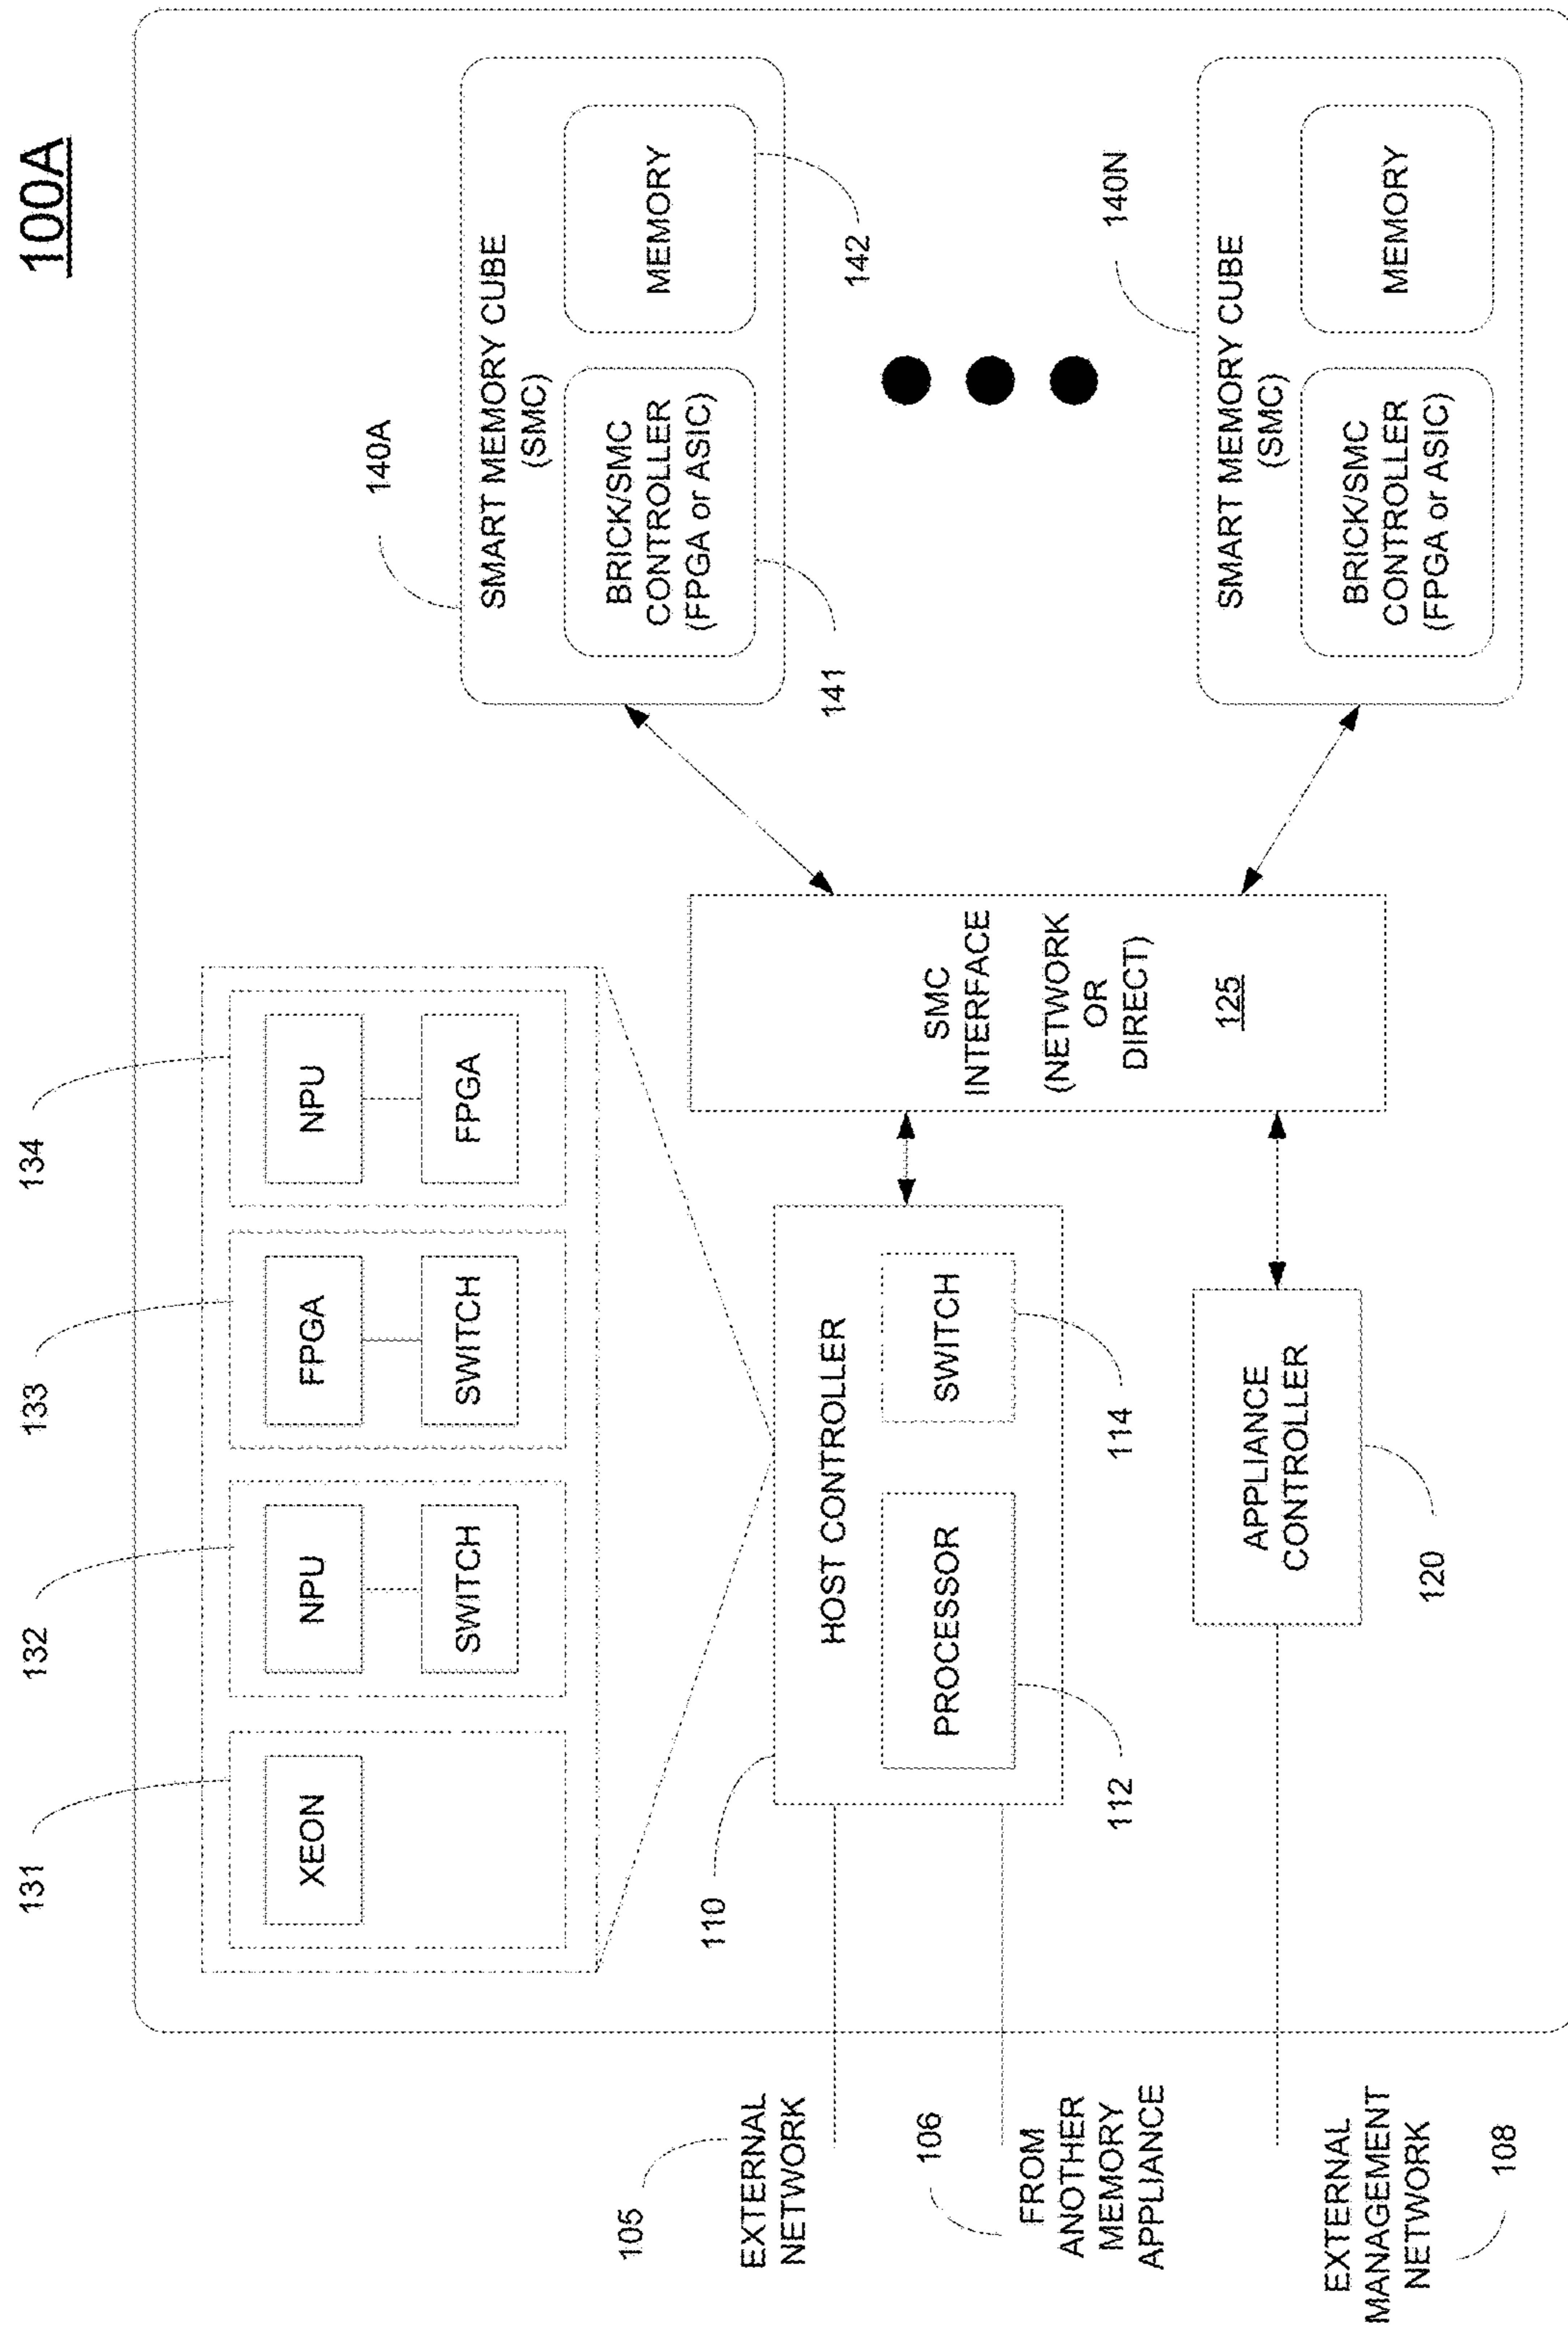 100A
131
132
133
134
XEON
NPU
SWITCH
FPGA
SWITCH
NPU
FPGA
140A
SMART MEMORY CUBE
(SMC)
BRICK/SMC
CONTROLLER
(FPGA or ASIC)
MEMORY
141
142
105
EXTERNAL
NETWORK
110
HOST CONTROLLER
PROCESSOR
SWITCH
112
114
SMC
INTERFACE
(NETWORK
OR
DIRECT)
125
106
FROM
ANOTHER
MEMORY
APPLIANCE
140N
SMART MEMORY CUBE
(SMC)
BRICK/SMC
CONTROLLER
(FPGA or ASIC)
MEMORY
APPLIANCE
CONTROLLER
120
EXTERNAL
MANAGEMENT
NETWORK
108